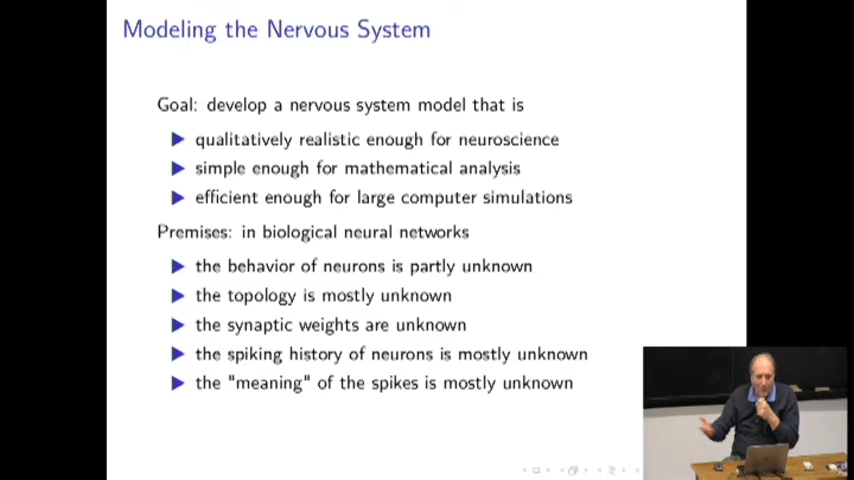 Modeling the Nervous System
Goal: develop a nervous system model that is
qualitatively realistic enough for neuroscience
simple enough for mathematical analysis
efficient enough for large computer simulations
Premises: in biological neural networks
the behavior of neurons is partly unknown
the topology is mostly unknown
the synaptic weights are unknown
the spiking history of neurons is mostly unknown
the "meaning" of the spikes is mostly unknown